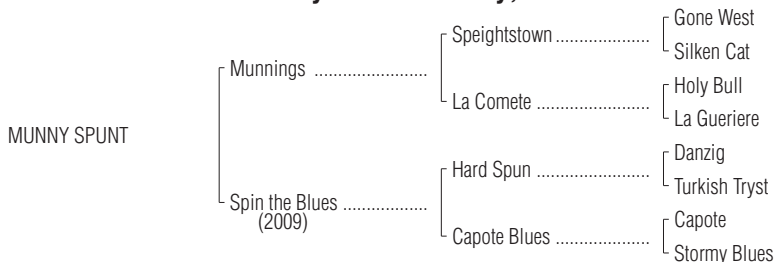 Gone West
Speightstown ....................
Silken Cat
Munnings ........................
Holy Bull
La Comete ........................
La Gueriere
MUNNY SPUNT
Danzig
Hard Spun ........................
Turkish Tryst
Spin the Blues ..................
(2009)
Capote
Capote Blues ....................
Stormy Blues